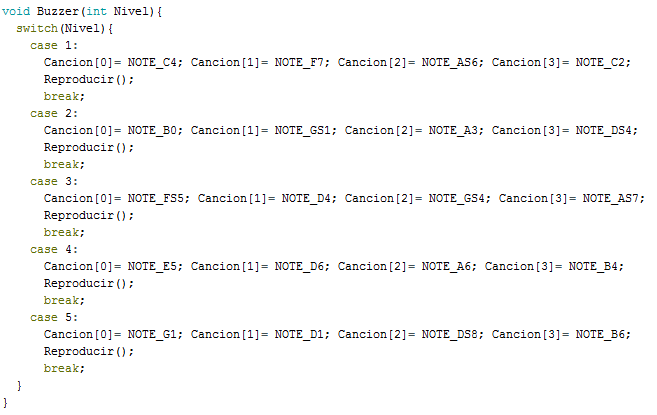 void Buzzer(int Nivel){
  switch(Nivel){
    case 1:
      Cancion[0]= NOTE_C4; Cancion[1]= NOTE_F7; Cancion[2]= NOTE_AS6; Cancion[3]= NOTE_C2;
      Reproducir();
      break;
    case 2:
      Cancion[0]= NOTE_B0; Cancion[1]= NOTE_GS1; Cancion[2]= NOTE_A3; Cancion[3]= NOTE_DS4;
      Reproducir();
      break;
    case 3:
      Cancion[0]= NOTE_FS5; Cancion[1]= NOTE_D4; Cancion[2]= NOTE_GS4; Cancion[3]= NOTE_AS7;
      Reproducir();
      break;
    case 4:
      Cancion[0]= NOTE_E5; Cancion[1]= NOTE_D6; Cancion[2]= NOTE_A6; Cancion[3]= NOTE_B4;
      Reproducir();
      break;
    case 5:
      Cancion[0]= NOTE_G1; Cancion[1]= NOTE_D1; Cancion[2]= NOTE_DS8; Cancion[3]= NOTE_B6;
      Reproducir();
      break;
  }
}